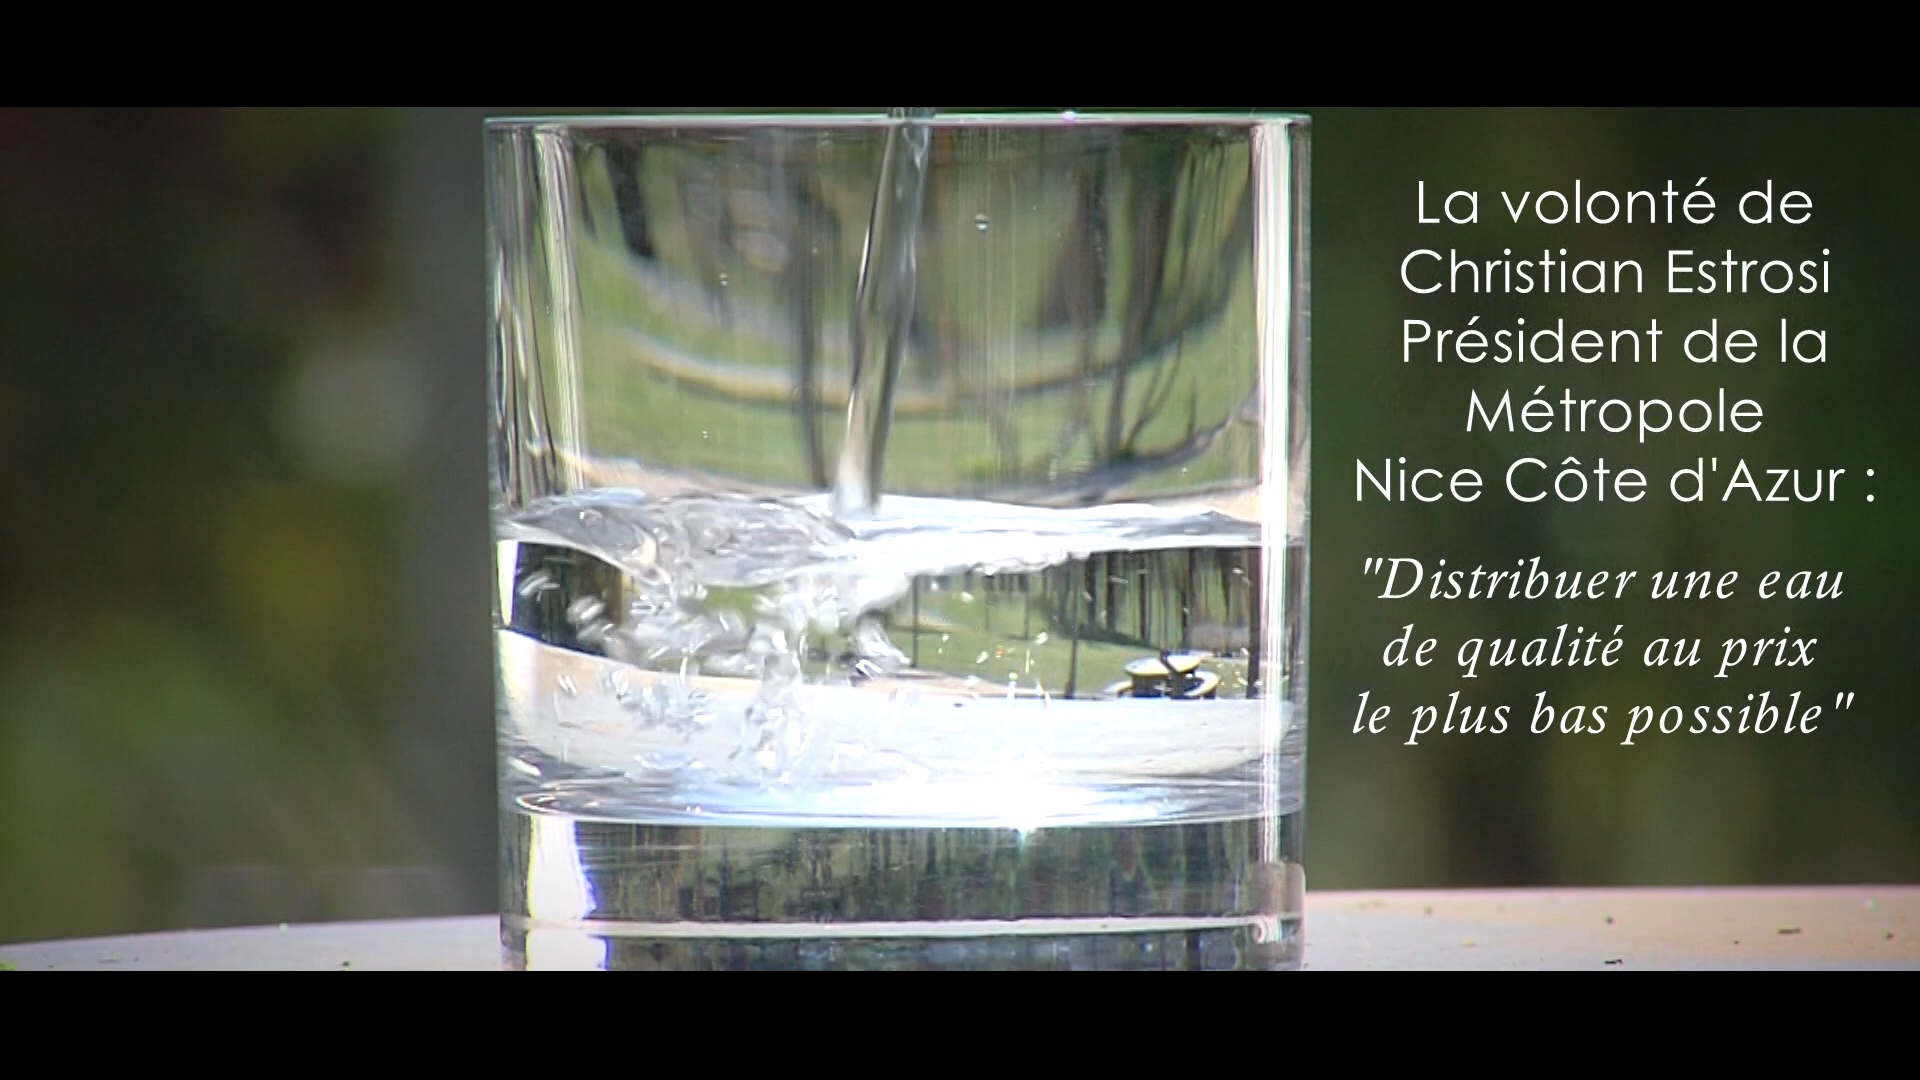 La volonté de
Christian Estrosi
Président de la
Métropole
Nice Côte d'Azur :
"Distribuer une eau
de qualité au prix
le plus bas possible"